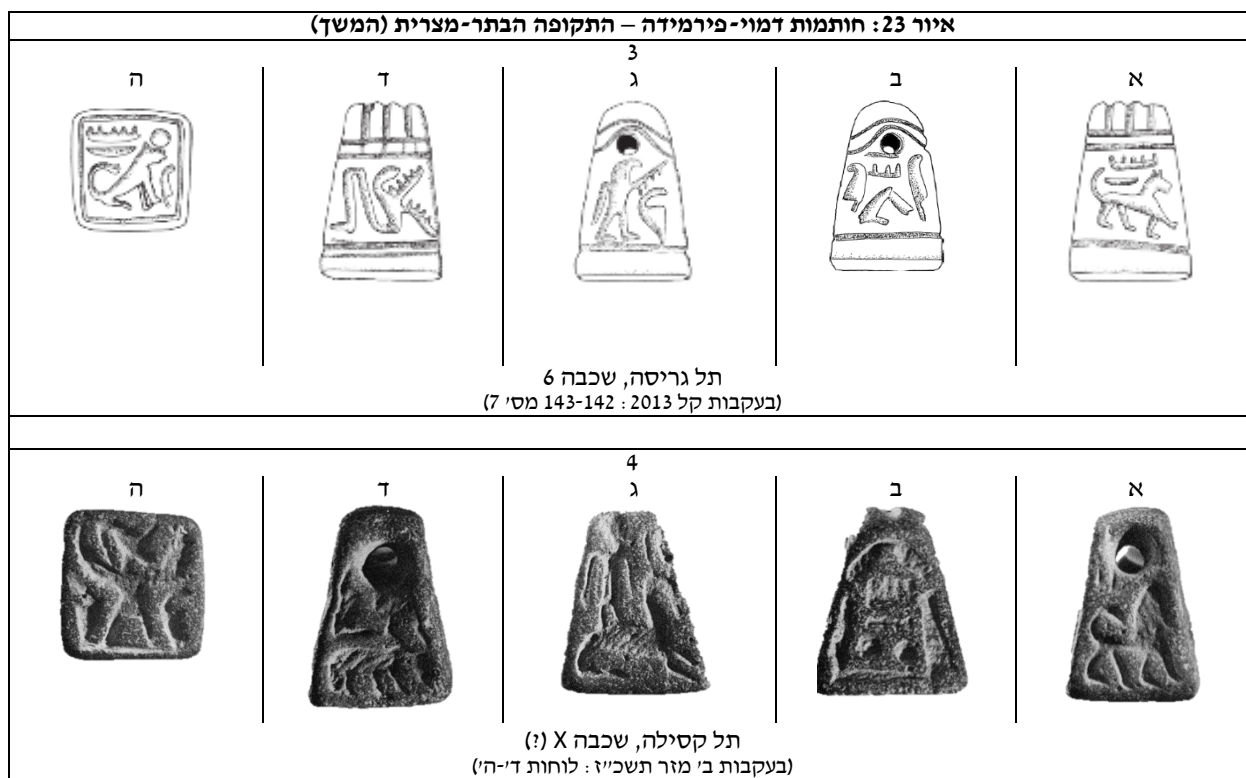 איור 23: חותמות דמוי-פירמידה – התקופה הבתר-מצרית (המשך)
3
א ב ג ד ה
תל גריסה, שכבה 6
(בעקבות קל 2013: 142-143 מס' 7)
4
א ב ג ד ה
תל קסילה, שכבה X (?)
(בעקבות ב' מזר תשכ"ז: לוחות ד'-ה')